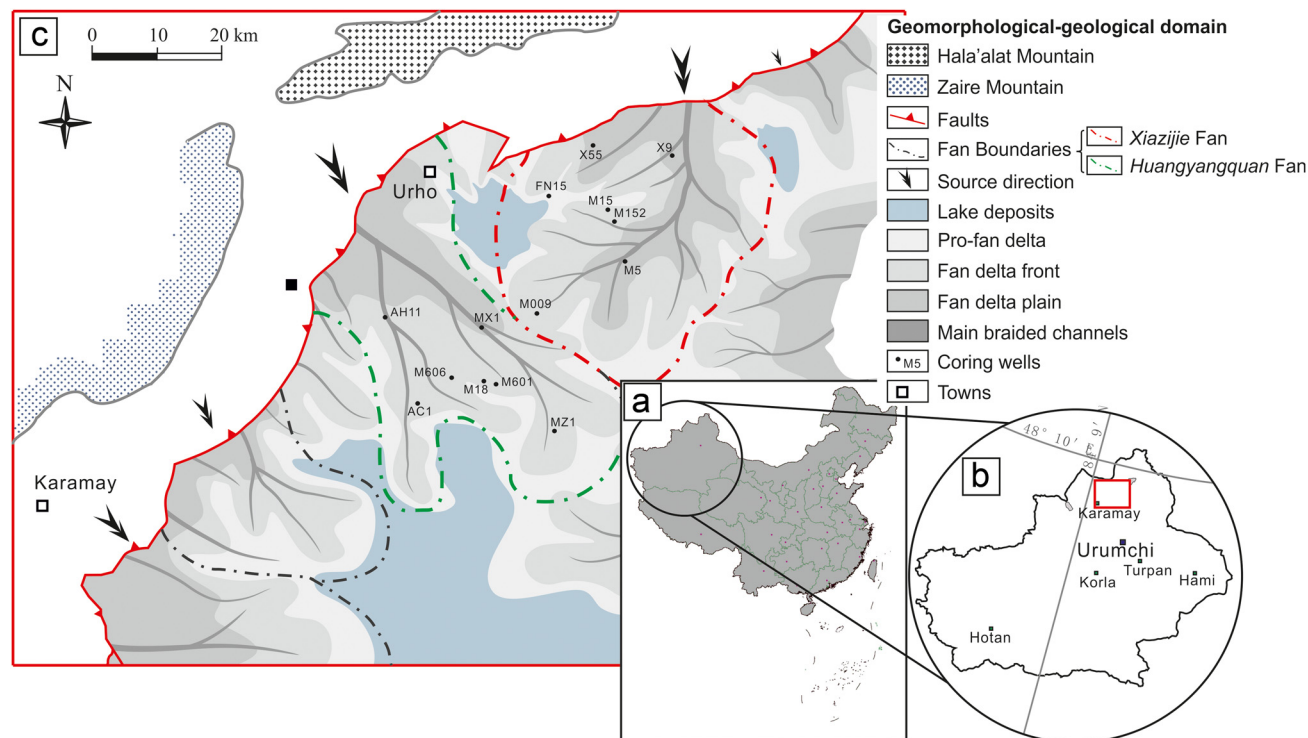 c
0 10 20 km
N
Urho
Karamay
X55
X9
FN15
M15
M152
M5
M009
AH11
MX1
M606
M18
M601
AC1
MZ1
Geomorphological-geological domain
Hala'alat Mountain
Zaire Mountain
Faults
Fan Boundaries
Xiazijie Fan
Huangyangquan Fan
Source direction
Lake deposits
Pro-fan delta
Fan delta front
Fan delta plain
Main braided channels
M5 Coring wells
Towns
a
b
48° 10′
Karamay
Urumchi
Turpan
Korla
Hami
Hotan